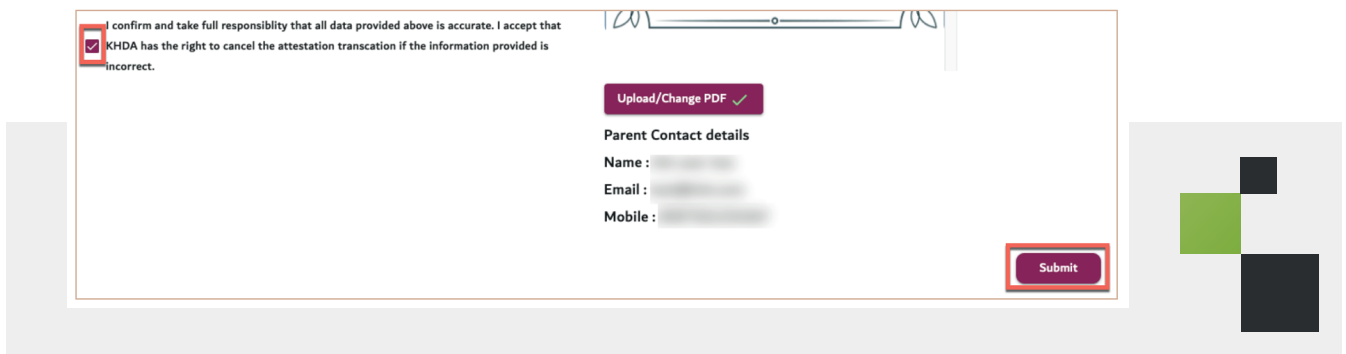 I confirm and take full responsiblity that all data provided above is accurate. I accept that
KHDA has the right to cancel the attestation transcation if the information provided is
incorrect.
Upload/Change PDF
Parent Contact details
Name :
Email :
Mobile :
Submit